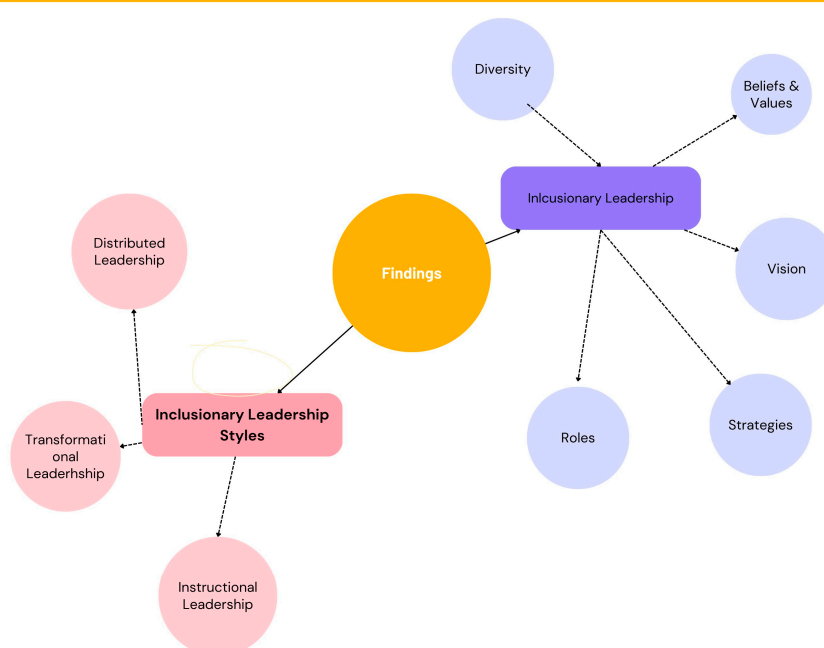 Diversity
Beliefs &
Values
Inlcusionary Leadership
Distributed
Leadership
Findings
Vision
Inclusionary Leadership
Styles
Transformati
onal
Leaderhship
Roles
Strategies
Instructional
Leadership